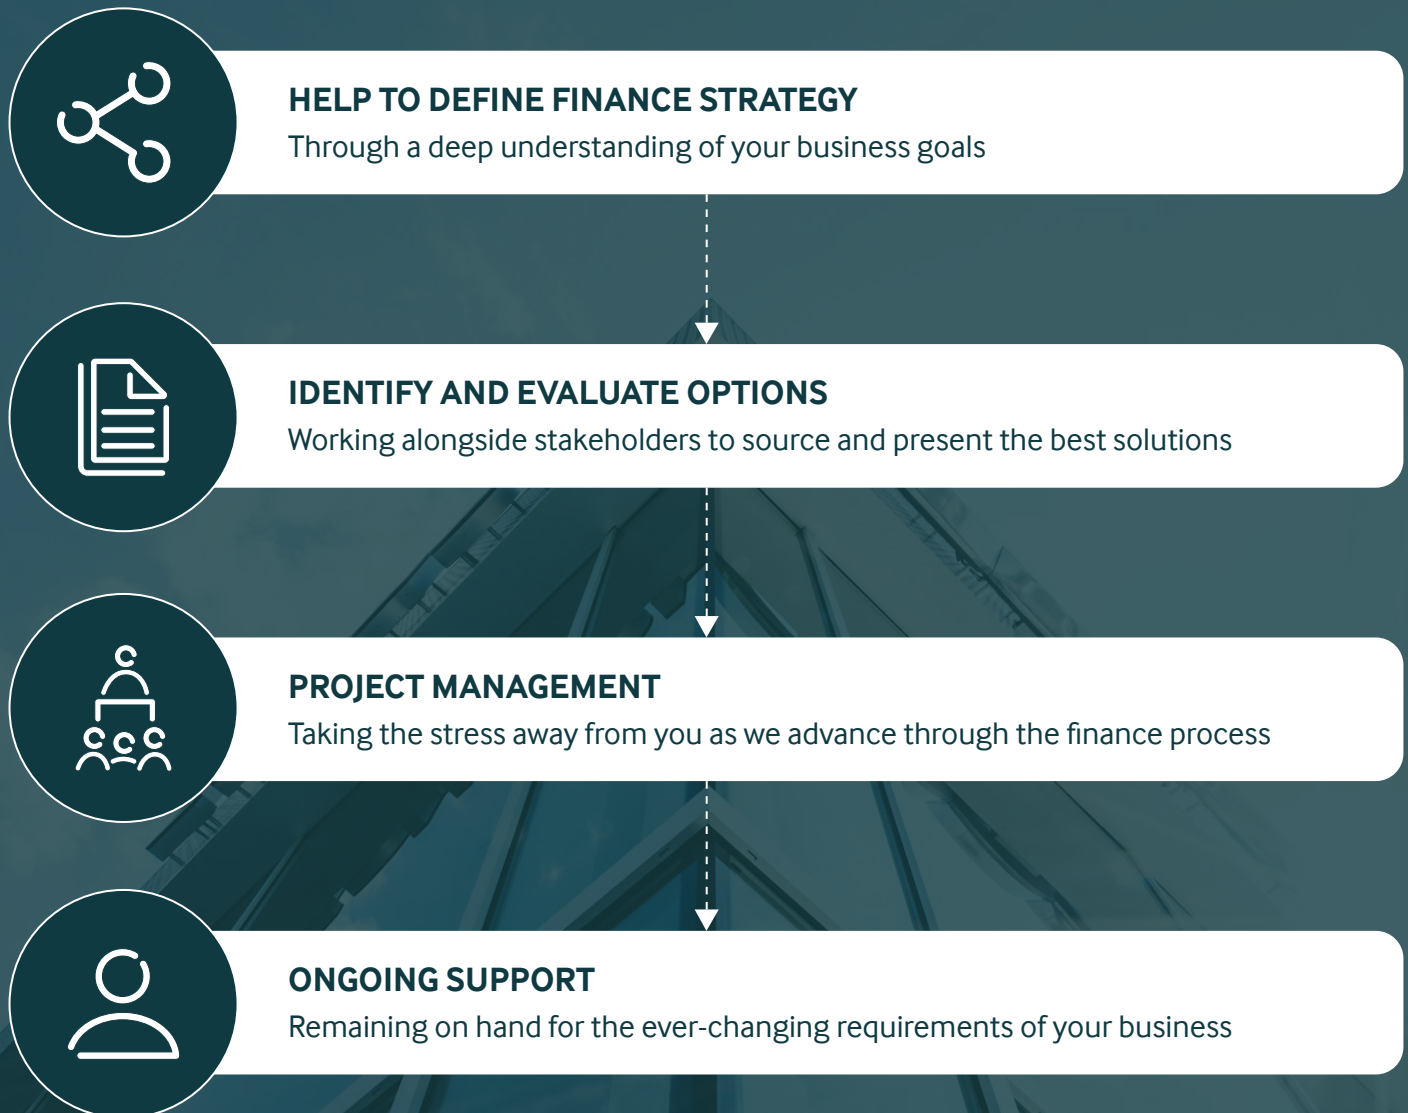 HELP TO DEFINE FINANCE STRATEGY
Through a deep understanding of your business goals
IDENTIFY AND EVALUATE OPTIONS
Working alongside stakeholders to source and present the best solutions
PROJECT MANAGEMENT
Taking the stress away from you as we advance through the finance process
ONGOING SUPPORT
Remaining on hand for the ever-changing requirements of your business